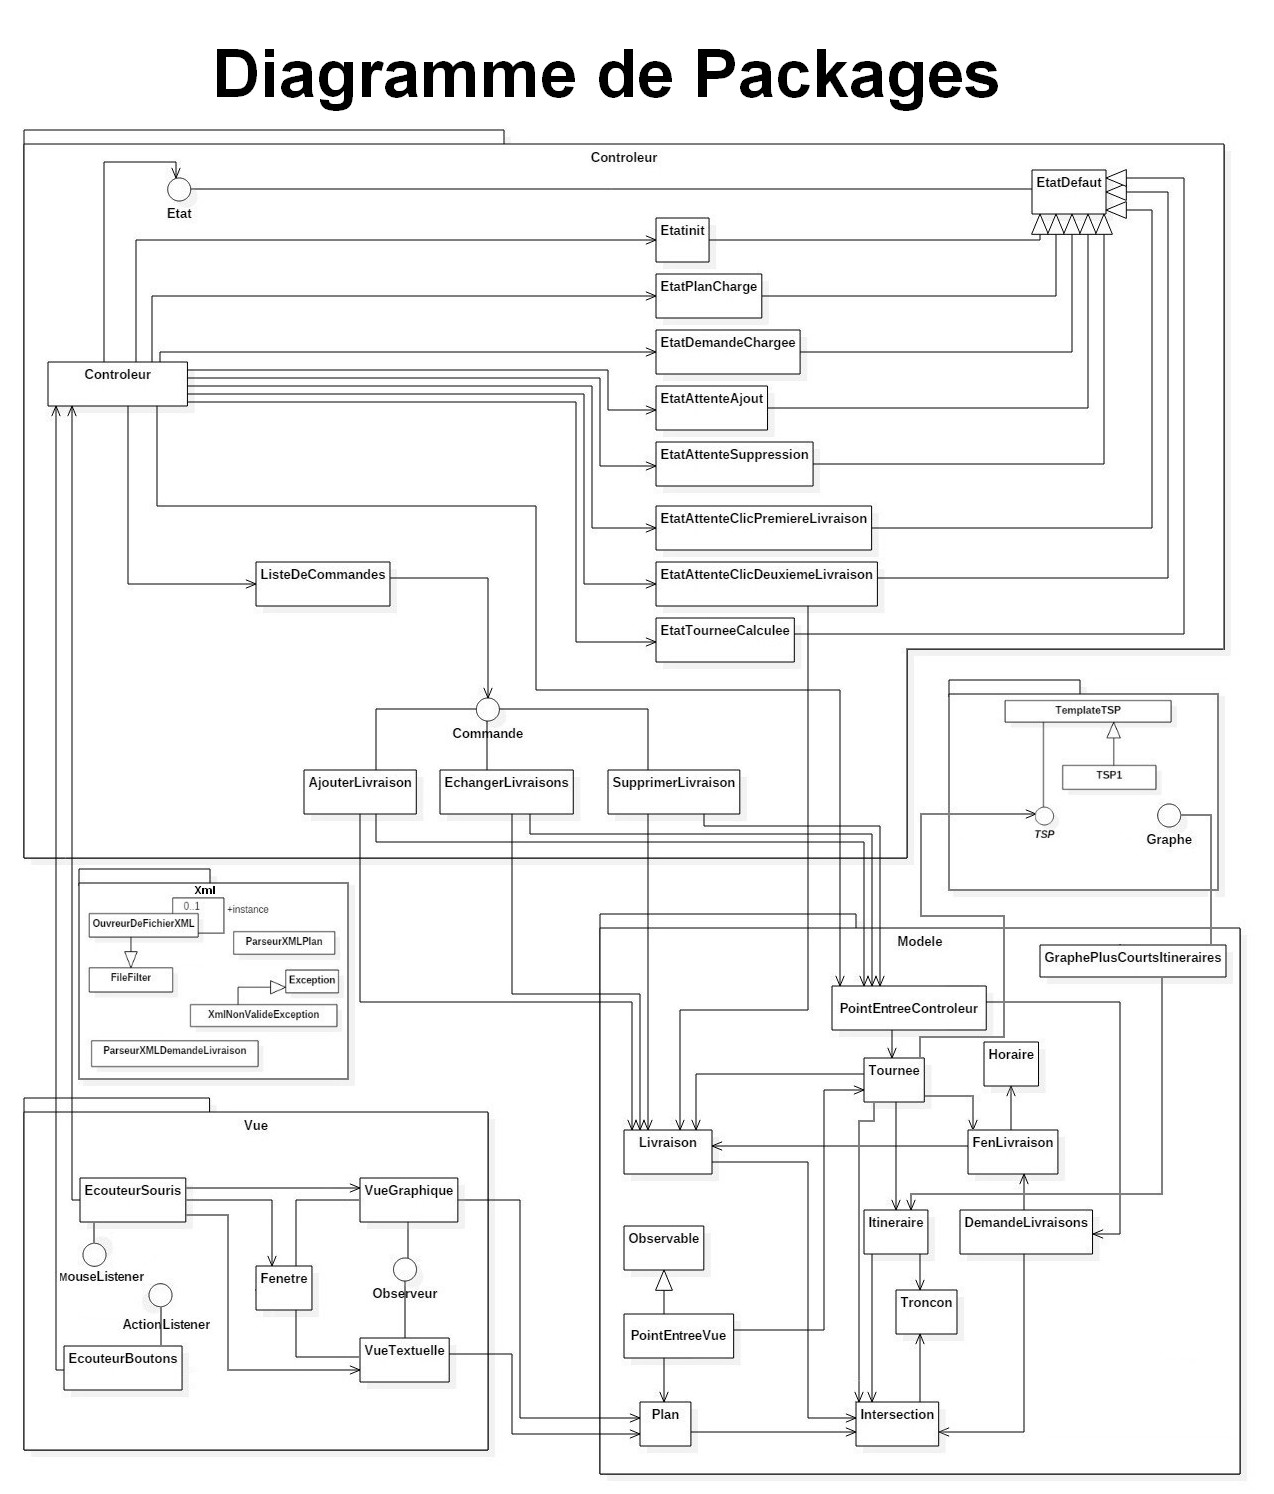 Diagramme de Packages
Controleur
Etat
EtatDefaut
Etatinit
EtatPlanCharge
EtatDemandeChargee
Controleur
EtatAttenteAjout
EtatAttenteSuppression
EtatAttenteClicPremiereLivraison
ListeDeCommandes
EtatAttenteClicDeuxiemeLivraison
EtatTourneeCalculee
Commande
AjouterLivraison
EchangerLivraisons
SupprimerLivraison
TemplateTSP
TSP1
TSP
Graphe
Xml
0..1
+instance
OuvreurDeFichierXML
ParseurXMLPlan
FileFilter
Exception
XmlNonValideException
ParseurXMLDemandeLivraison
Modele
GraphePlusCourtsItineraires
PointEntreeControleur
Horaire
Tournee
Livraison
FenLivraison
Itineraire
DemandeLivraisons
Observable
Troncon
PointEntreeVue
Plan
Intersection
Vue
EcouteurSouris
VueGraphique
MouseListener
Fenetre
Observeur
ActionListener
EcouteurBoutons
VueTextuelle